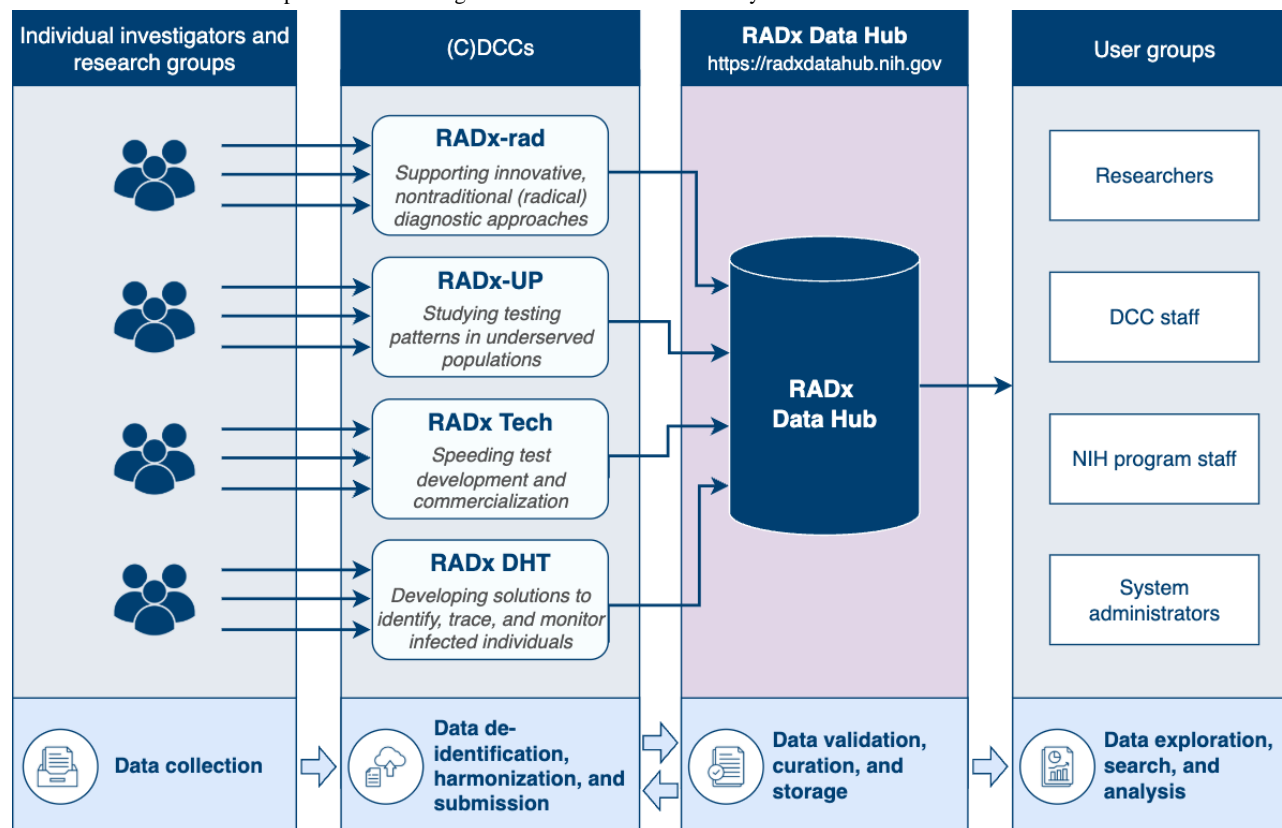 Individual investigators and
research groups
(C)DCCs
RADx Data Hub
https://radxdatahub.nih.gov
User groups
RADx-rad
Supporting innovative,
nontraditional (radical)
diagnostic approaches
RADx-UP
Studying testing
patterns in underserved
populations
RADx Tech
Speeding test
development and
commercialization
RADx DHT
Developing solutions to
identify, trace, and monitor
infected individuals
RADx
Data Hub
Researchers
DCC staff
NIH program staff
System
administrators
Data collection
Data de-
identification,
harmonization, and
submission
Data validation,
curation, and
storage
Data exploration,
search, and
analysis